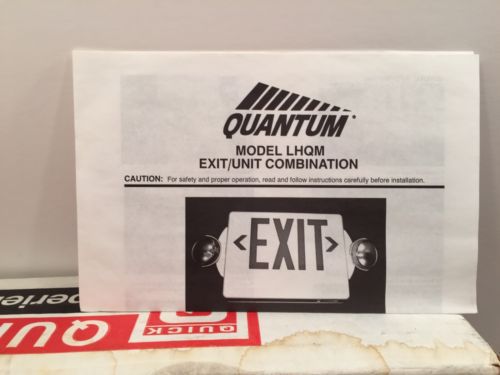 QUANTUM
MODEL LHQM
EXIT/UNIT COMBINATION
CAUTION: For safety and proper operation, read and follow instructions carefully before installation.
EXIT
QUICK
QUI